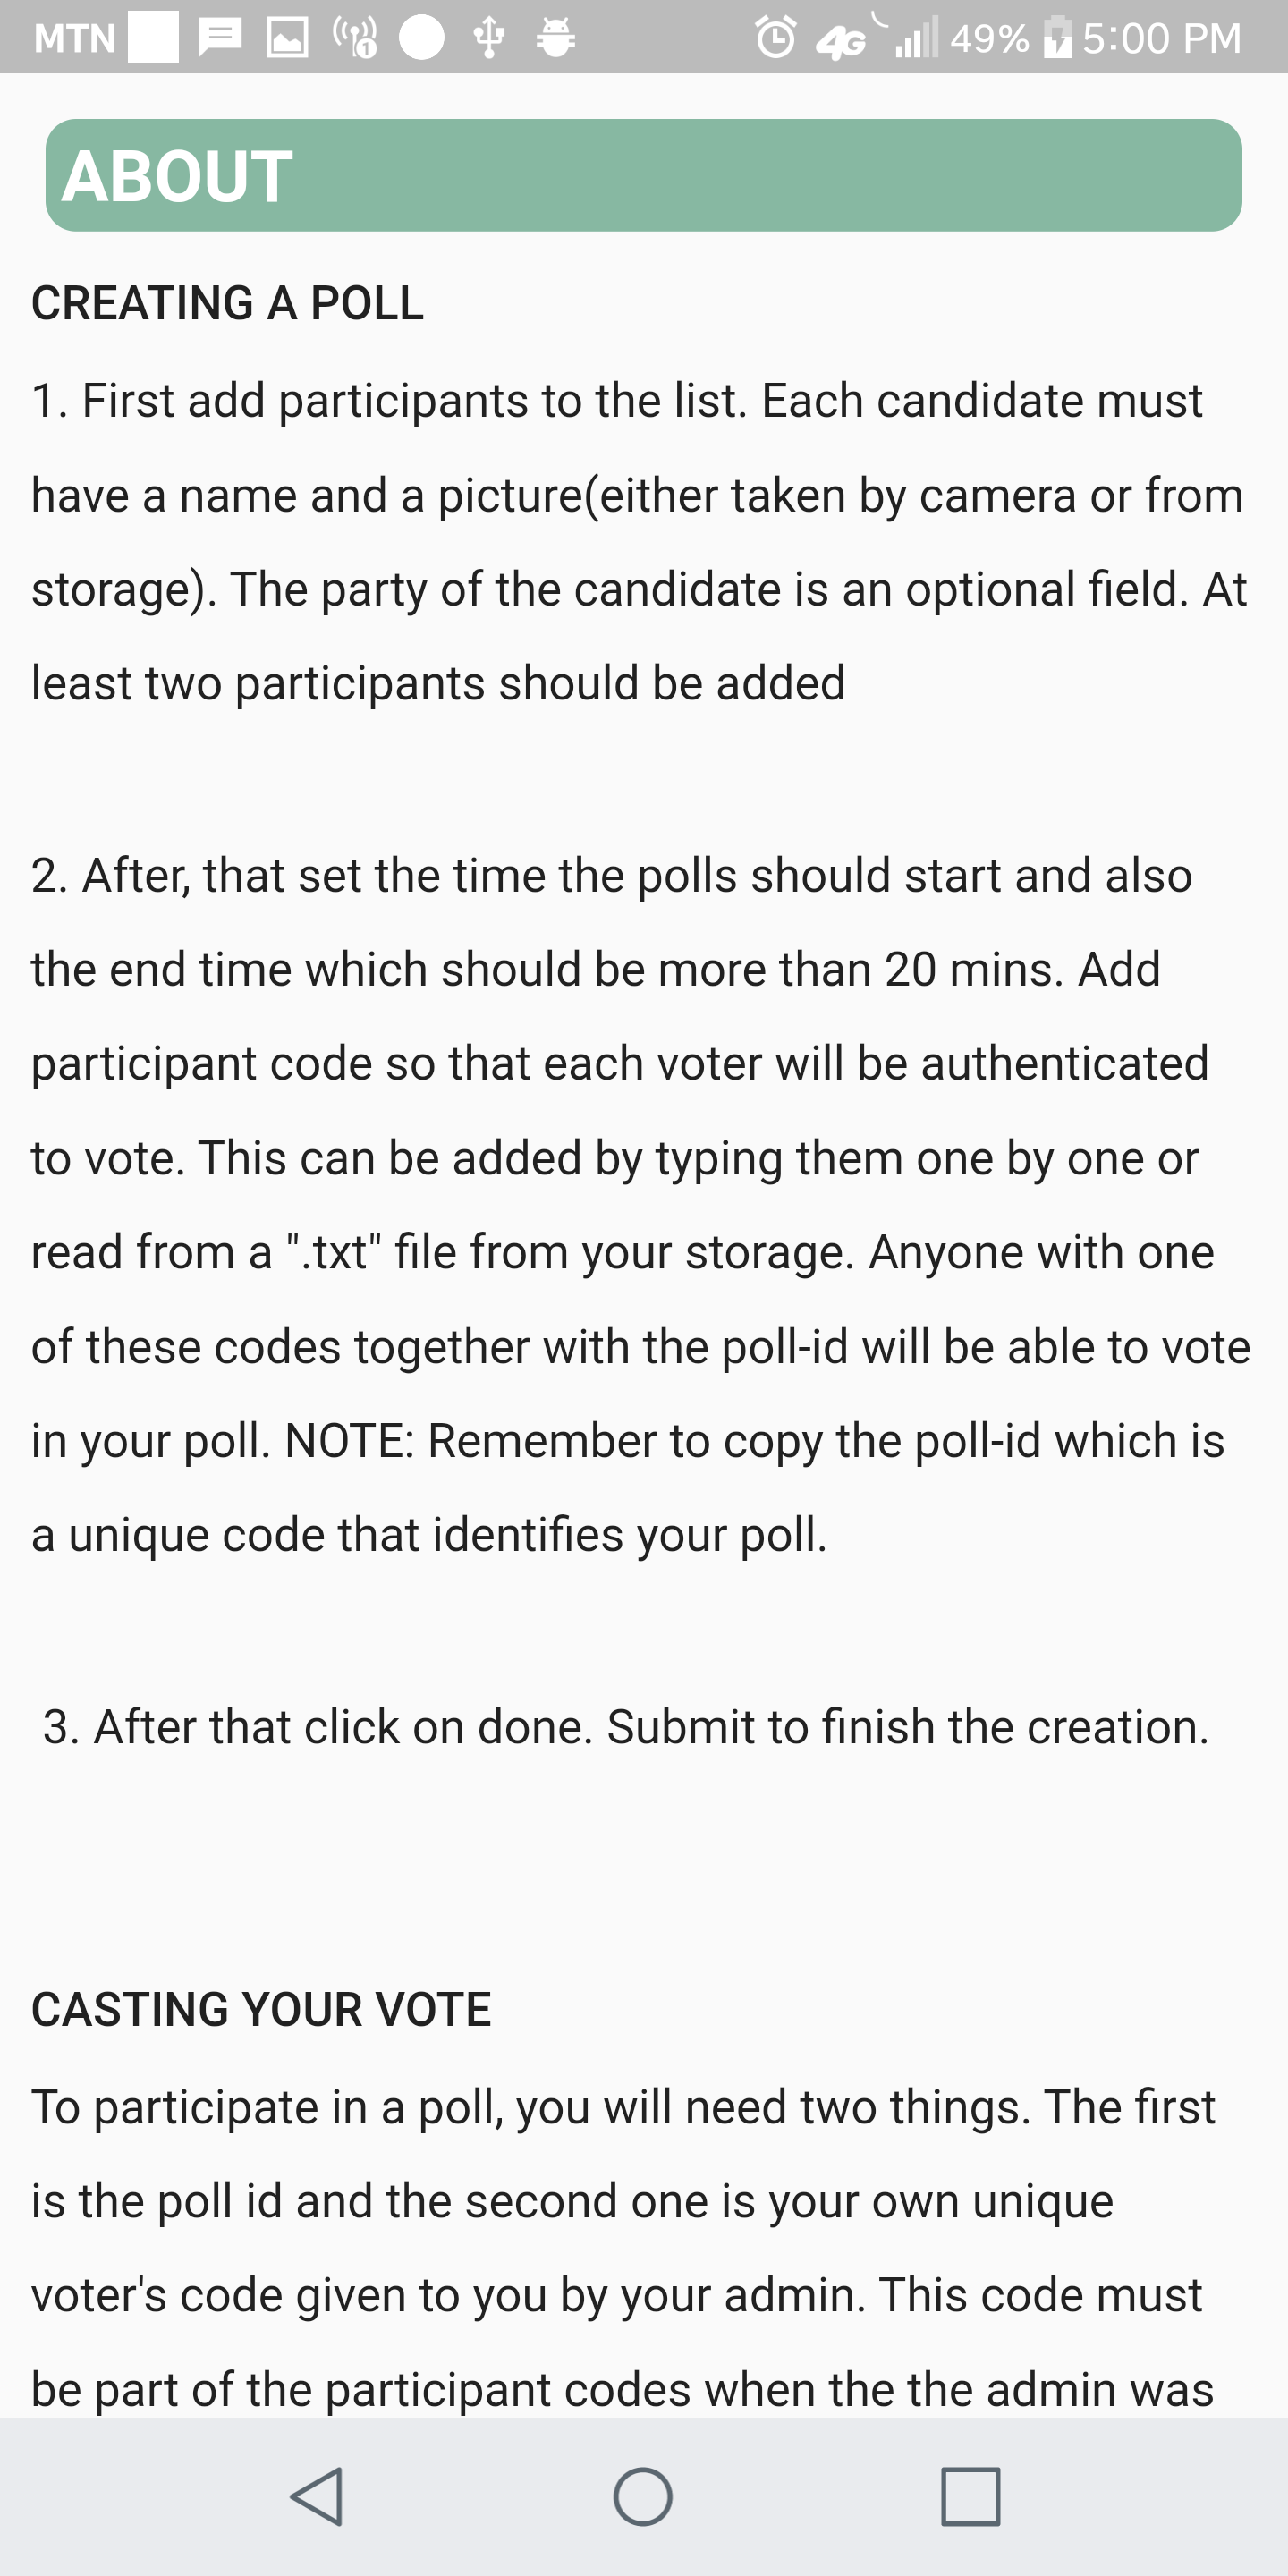 MTN 1 4G 49% 5:00 PM
ABOUT
CREATING A POLL
1. First add participants to the list. Each candidate must
have a name and a picture(either taken by camera or from
storage). The party of the candidate is an optional field. At
least two participants should be added
2. After, that set the time the polls should start and also
the end time which should be more than 20 mins. Add
participant code so that each voter will be authenticated
to vote. This can be added by typing them one by one or
read from a ".txt" file from your storage. Anyone with one
of these codes together with the poll-id will be able to vote
in your poll. NOTE: Remember to copy the poll-id which is
a unique code that identifies your poll.
3. After that click on done. Submit to finish the creation.
CASTING YOUR VOTE
To participate in a poll, you will need two things. The first
is the poll id and the second one is your own unique
voter's code given to you by your admin. This code must
be part of the participant codes when the the admin was